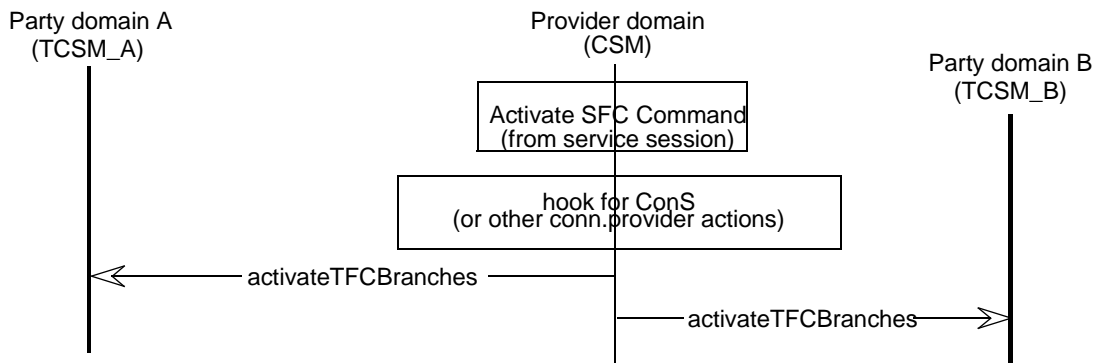 Party domain A
(TCSM_A)
Provider domain
(CSM)
Party domain B
(TCSM_B)
Activate SFC Command
(from service session)
hook for ConS
(or other conn.provider actions)
activateTFCBranches
activateTFCBranches